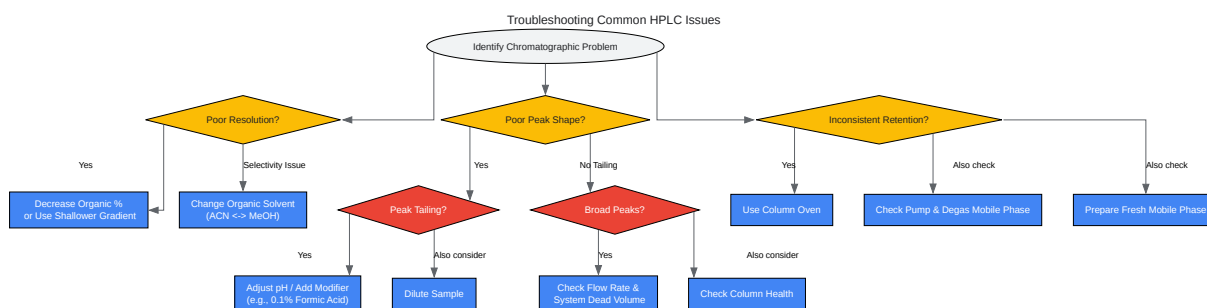 Troubleshooting Common HPLC Issues
Identify Chromatographic Problem
Poor Resolution?
Poor Peak Shape?
Inconsistent Retention?
Yes
Selectivity Issue
Yes
No Tailing
Yes
Also check
Also check
Decrease Organic %
or Use Shallower Gradient
Change Organic Solvent
(ACN <-> MeOH)
Peak Tailing?
Broad Peaks?
Use Column Oven
Check Pump & Degas Mobile Phase
Prepare Fresh Mobile Phase
Yes
Also consider
Yes
Also consider
Adjust pH / Add Modifier
(e.g., 0.1% Formic Acid)
Dilute Sample
Check Flow Rate &
System Dead Volume
Check Column Health